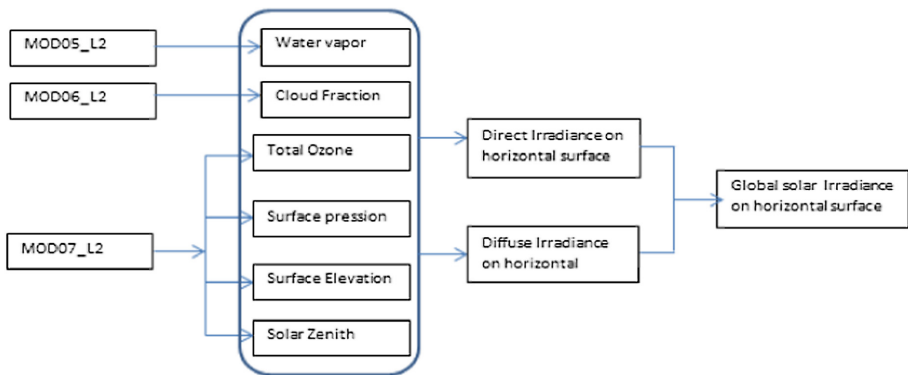 MOD05_L2
MOD06_L2
MOD07_L2
Water vapor
Cloud Fraction
Total Ozone
Surface pression
Surface Elevation
Solar Zenith
Direct Irradiance on
horizontal surface
Diffuse Irradiance
on horizontal
Global solar Irradiance
on horizontal surface